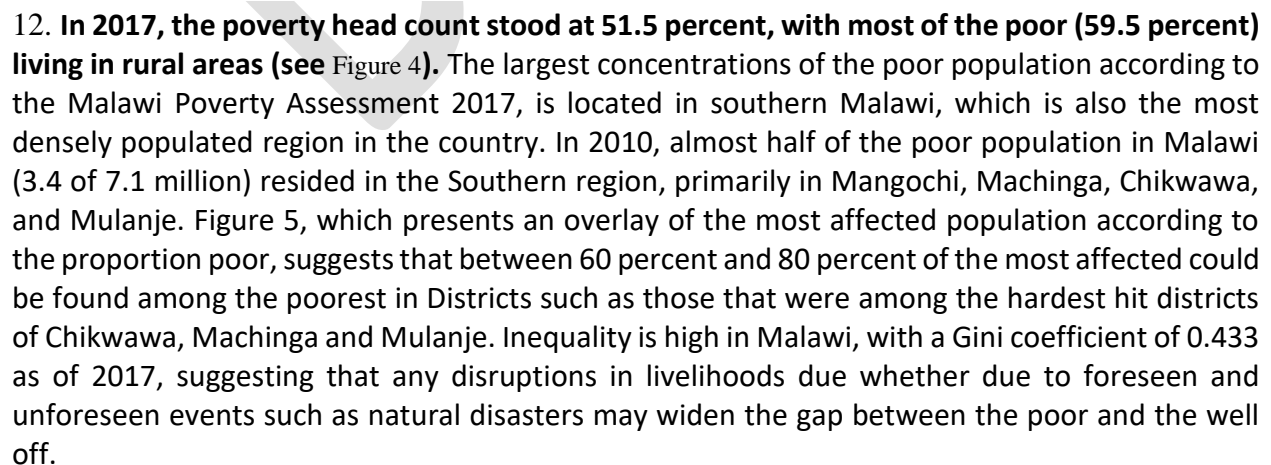 12. In 2017, the poverty head count stood at 51.5 percent, with most of the poor (59.5 percent)
living in rural areas (see Figure 4). The largest concentrations of the poor population according to
the Malawi Poverty Assessment 2017, is located in southern Malawi, which is also the most
densely populated region in the country. In 2010, almost half of the poor population in Malawi
(3.4 of 7.1 million) resided in the Southern region, primarily in Mangochi, Machinga, Chikwawa,
and Mulanje. Figure 5, which presents an overlay of the most affected population according to
the proportion poor, suggests that between 60 percent and 80 percent of the most affected could
be found among the poorest in Districts such as those that were among the hardest hit districts
of Chikwawa, Machinga and Mulanje. Inequality is high in Malawi, with a Gini coefficient of 0.433
as of 2017, suggesting that any disruptions in livelihoods due whether due to foreseen and
unforeseen events such as natural disasters may widen the gap between the poor and the well
off.